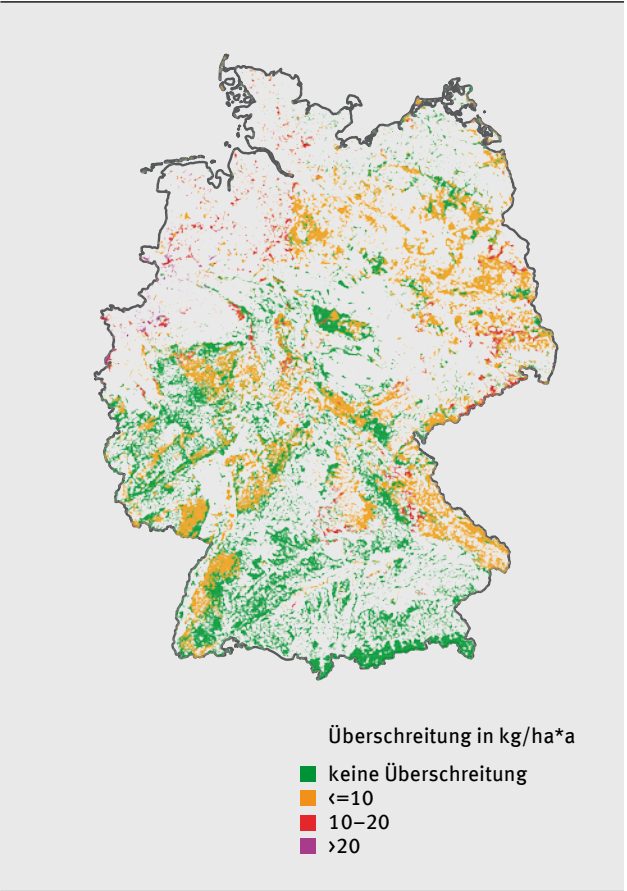 Überschreitung in kg/ha*a
keine Überschreitung
<=10
10–20
>20